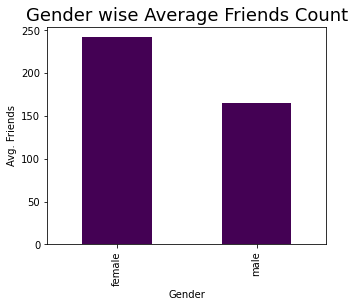 Gender wise Average Friends Count
250
200
150
100
50
0
Avg. Friends
female
male
Gender